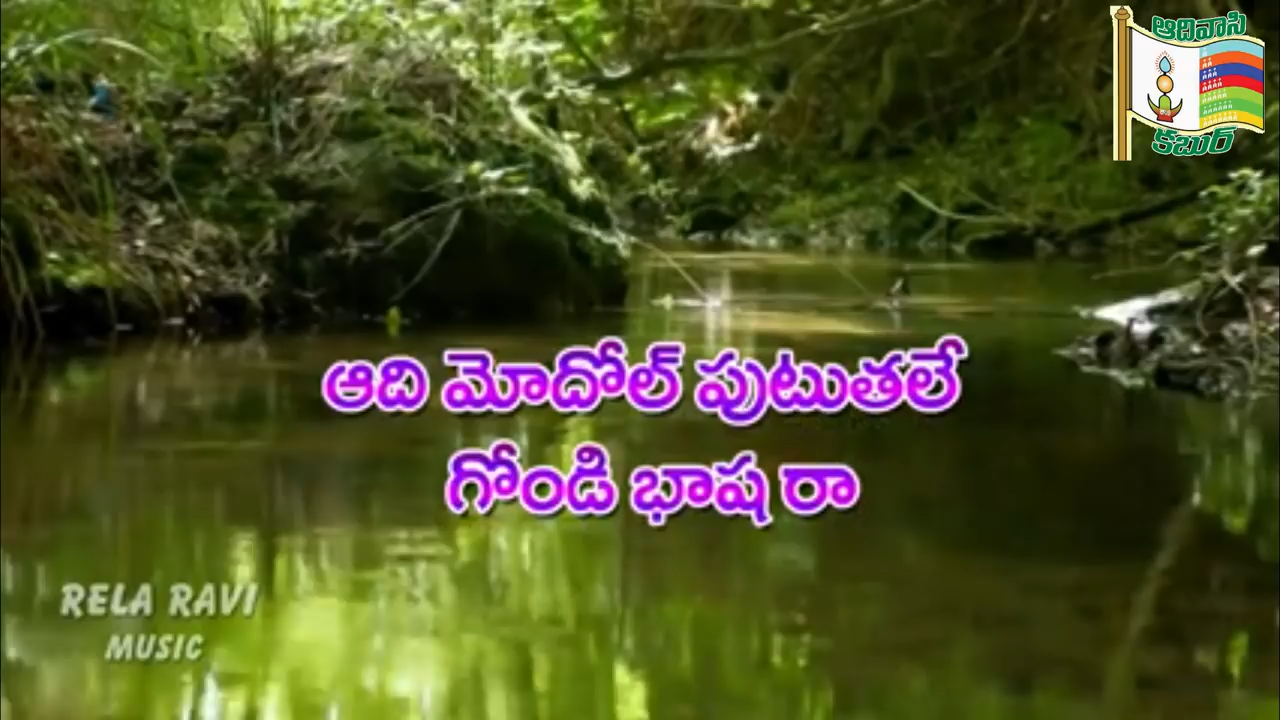 ఆదివాసి
కబుర్
ఆది మోదోల్ పుటుతలే
గోండి భాష రా
RELA RAVI
MUSIC